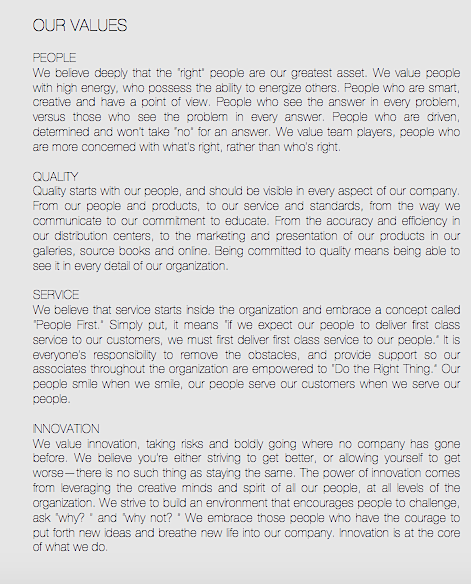 OUR VALUES
PEOPLE
We believe deeply that the "right" people are our greatest asset. We value people
with high energy, who possess the ability to energize others. People who are smart,
creative and have a point of view. People who see the answer in every problem,
versus those who see the problem in every answer. People who are driven,
determined and won't take "no" for an answer. We value team players, people who
are more concerned with what's right, rather than who's right.
QUALITY
Quality starts with our people, and should be visible in every aspect of our company.
From our people and products, to our service and standards, from the way we
communicate to our commitment to educate. From the accuracy and efficiency in
our distribution centers, to the marketing and presentation of our products in our
galleries, source books and online. Being committed to quality means being able to
see it in every detail of our organization.
SERVICE
We believe that service starts inside the organization and embrace a concept called
"People First." Simply put, it means "if we expect our people to deliver first class
service to our customers, we must first deliver first class service to our people." It is
everyone's responsibility to remove the obstacles, and provide support so our
associates throughout the organization are empowered to "Do the Right Thing." Our
people smile when we smile, our people serve our customers when we serve our
people.
INNOVATION
We value innovation, taking risks and boldly going where no company has gone
before. We believe you're either striving to get better, or allowing yourself to get
worse—there is no such thing as staying the same. The power of innovation comes
from leveraging the creative minds and spirit of all our people, at all levels of the
organization. We strive to build an environment that encourages people to challenge,
ask "why? " and "why not? " We embrace those people who have the courage to
put forth new ideas and breathe new life into our company. Innovation is at the core
of what we do.